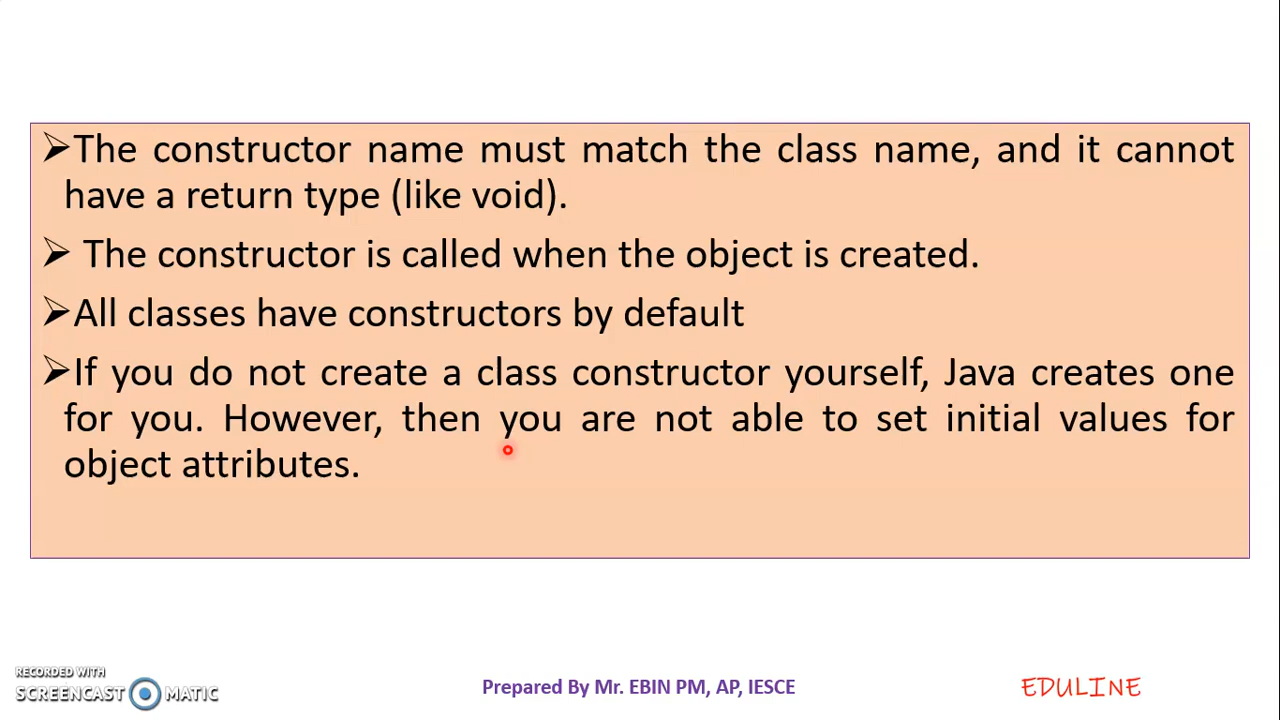 ➢The constructor name must match the class name, and it cannot
have a return type (like void).
➢ The constructor is called when the object is created.
➢All classes have constructors by default
➢If you do not create a class constructor yourself, Java creates one
for you. However, then you are not able to set initial values for
object attributes.
RECORDED WITH
SCREENCAST MATIC
Prepared By Mr. EBIN PM, AP, IESCE
EDULINE